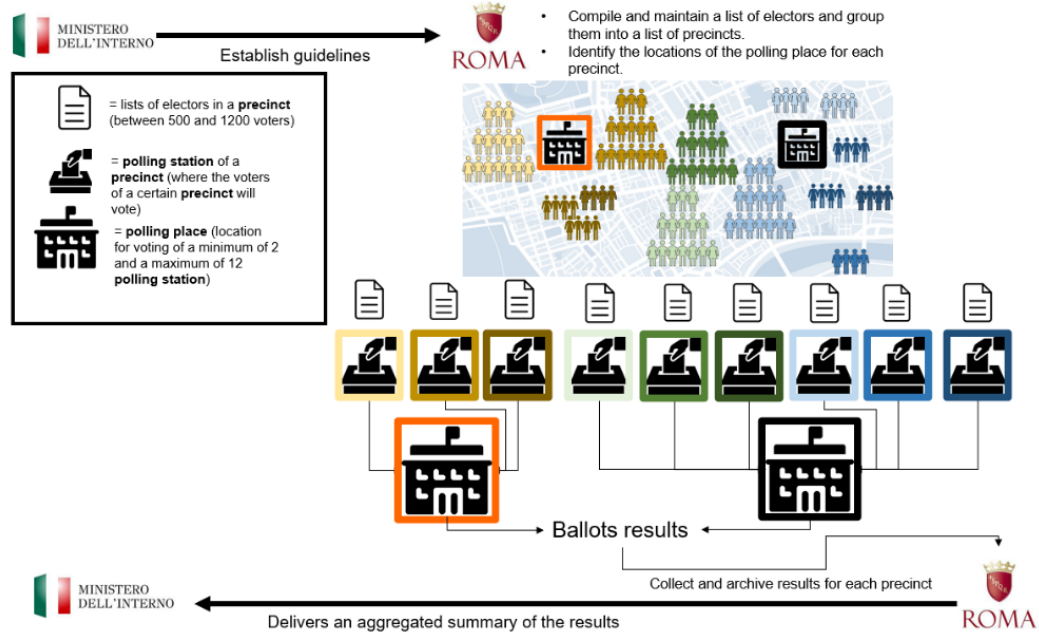 MINISTERO
DELL'INTERNO
Establish guidelines
ROMA
• Compile and maintain a list of electors and group
them into a list of precincts.
• Identify the locations of the polling place for each
precinct.
= lists of electors in a precinct
(between 500 and 1200 voters)
= polling station of a
precinct (where the voters
of a certain precinct will
vote)
= polling place (location
for voting of a minimum of 2
and a maximum of 12
polling station)
Ballots results
Collect and archive results for each precinct
MINISTERO
DELL'INTERNO
Delivers an aggregated summary of the results
ROMA